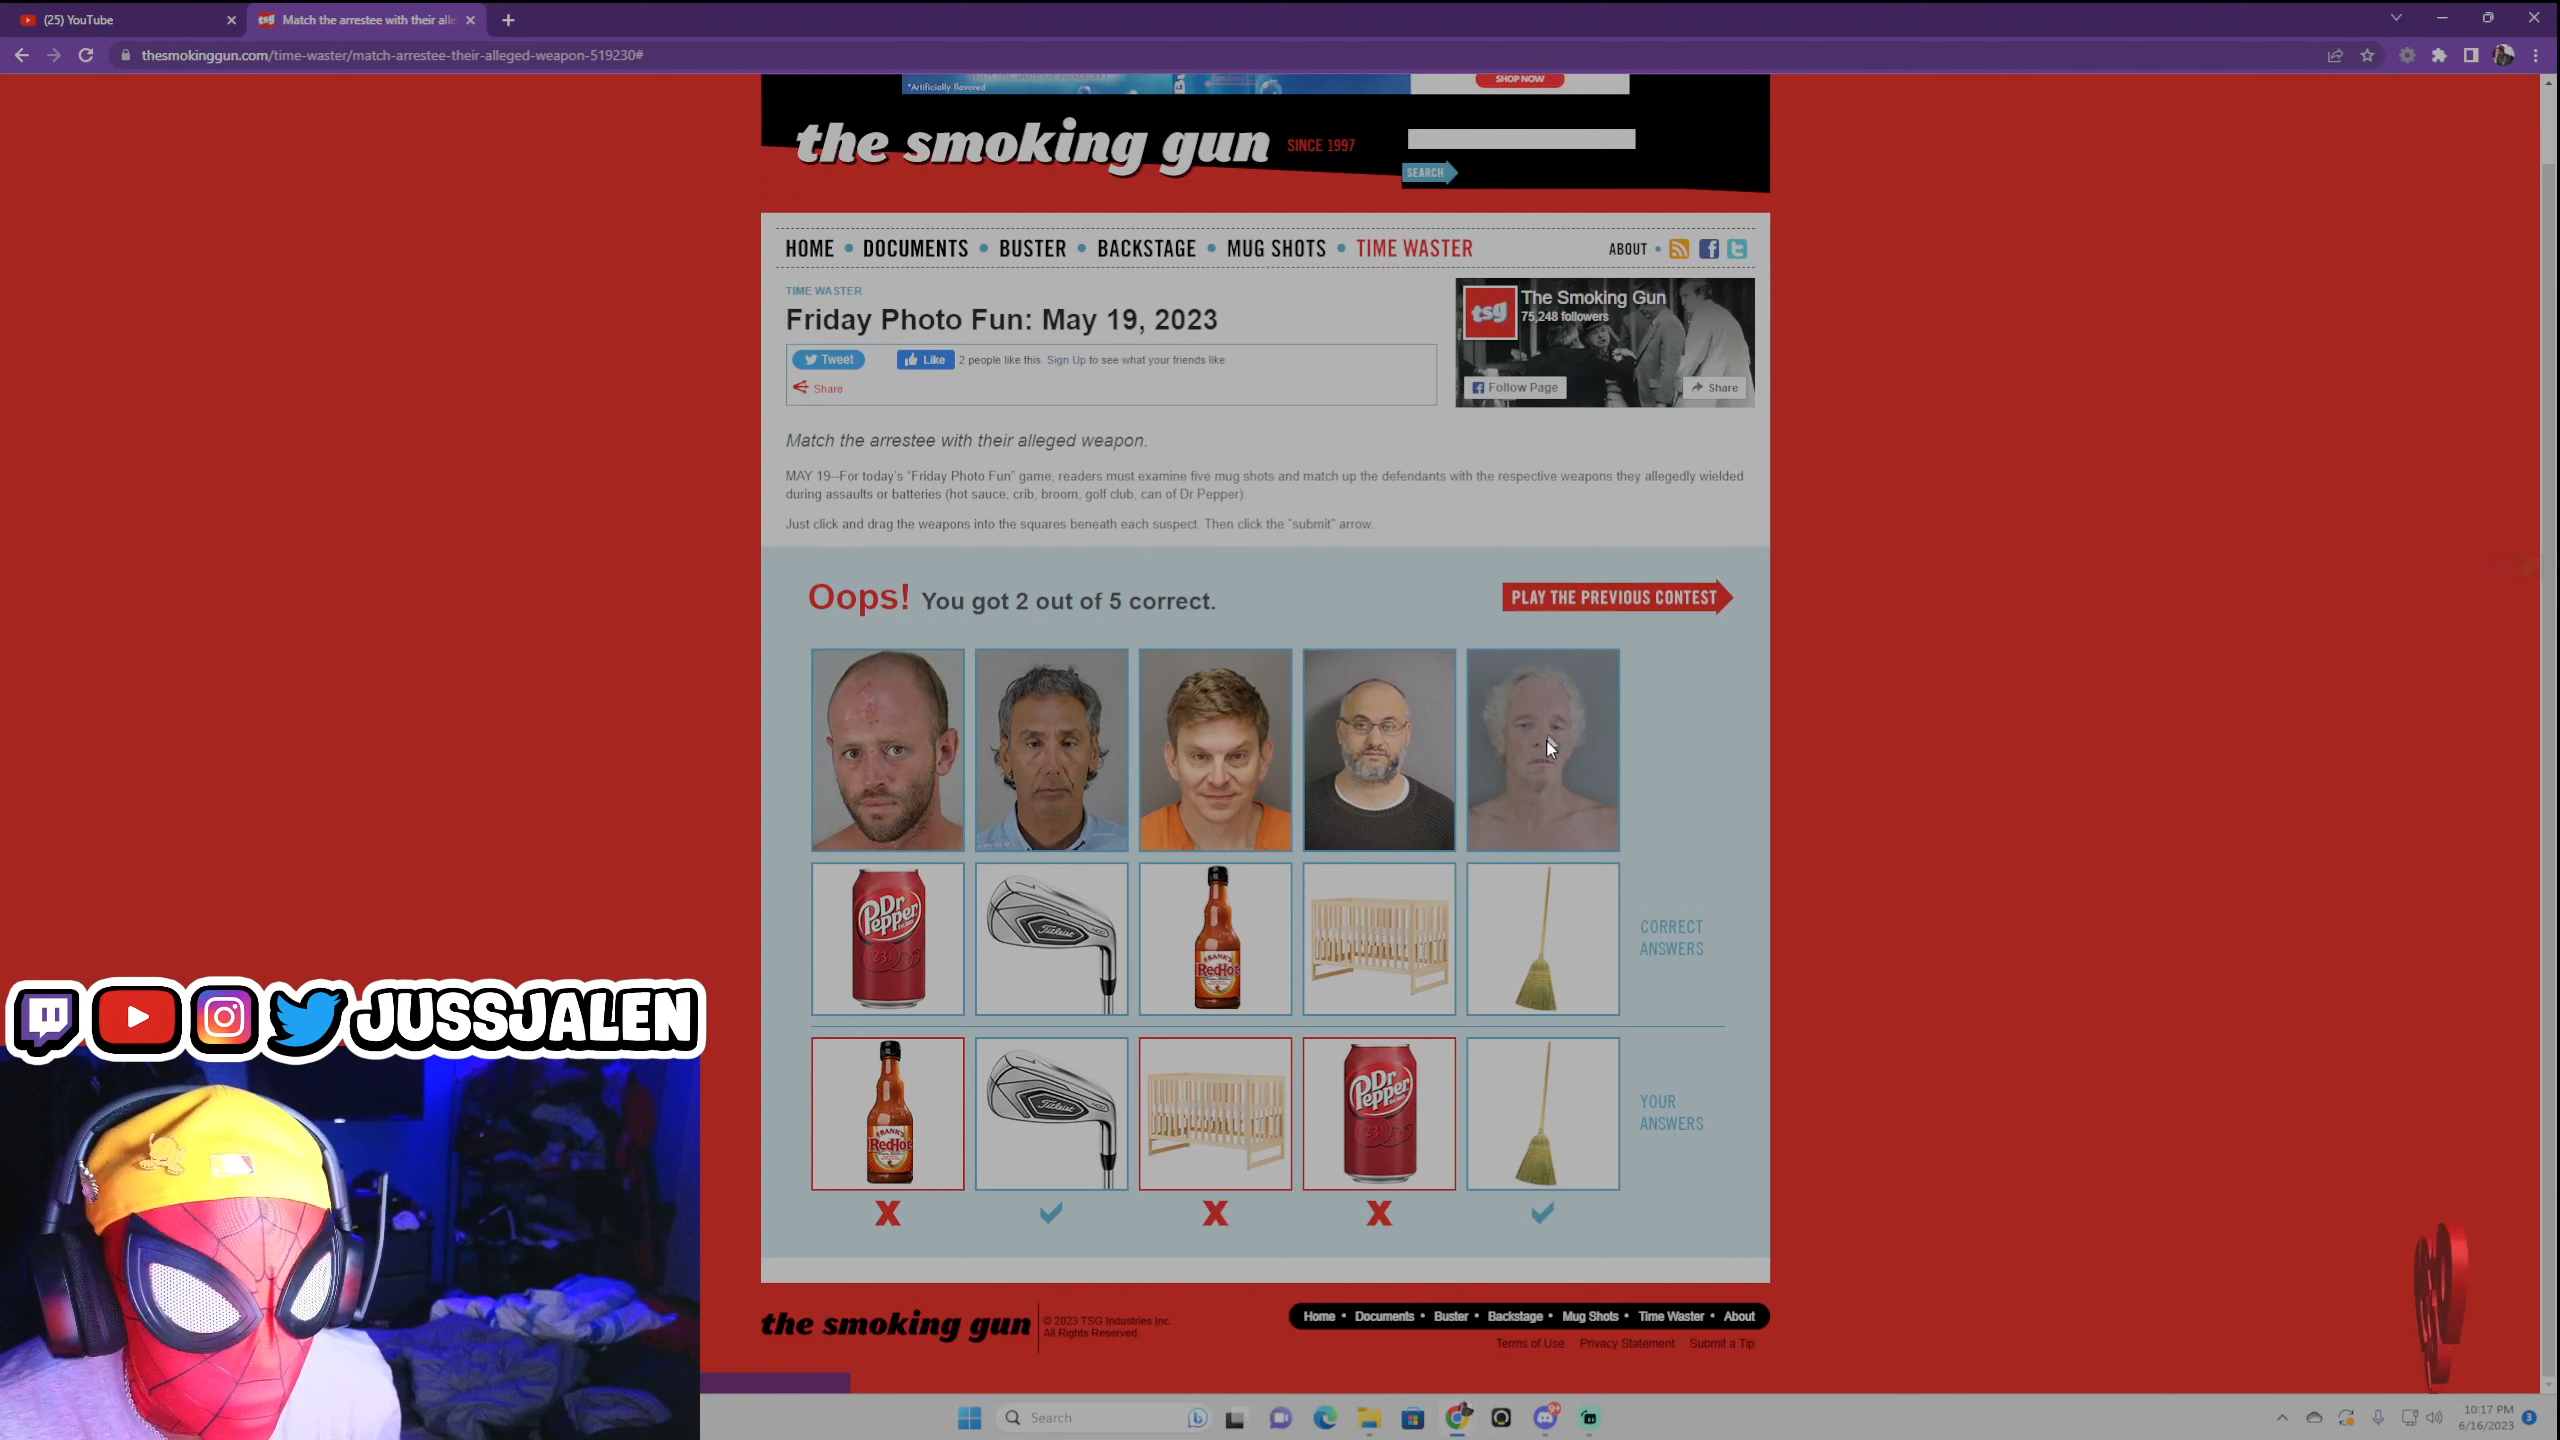 (25) YouTube
Match the arrestee with their alle
thesmokinggun.com/time-waster/match-arrestee-their-alleged-weapon-519230#
*Artificially flavored
SHOP NOW
the smoking gun SINCE 1997
SEARCH
HOME • DOCUMENTS • BUSTER • BACKSTAGE • MUG SHOTS • TIME WASTER
ABOUT •
TIME WASTER
Friday Photo Fun: May 19, 2023
Tweet
Like 2 people like this. Sign Up to see what your friends like.
Share
tsg
The Smoking Gun
75,248 followers
Follow Page
Share
Match the arrestee with their alleged weapon.
MAY 19--For today's "Friday Photo Fun" game, readers must examine five mug shots and match up the defendants with the respective weapons they allegedly wielded
during assaults or batteries (hot sauce, crib, broom, golf club, can of Dr Pepper).
Just click and drag the weapons into the squares beneath each suspect. Then click the "submit" arrow.
Oops! You got 2 out of 5 correct.
PLAY THE PREVIOUS CONTEST
Dr Pepper
23
Titleist
FRANK'S
RedHot
CORRECT
ANSWERS
FRANK'S
RedHot
Titleist
Dr Pepper
23
YOUR
ANSWERS
X
X
X
JUSSJALEN
the smoking gun
© 2023 TSG Industries Inc.
All Rights Reserved.
Home • Documents • Buster • Backstage • Mug Shots • Time Waster • About
Terms of Use Privacy Statement Submit a Tip
Search
10:17 PM
6/16/2023
3